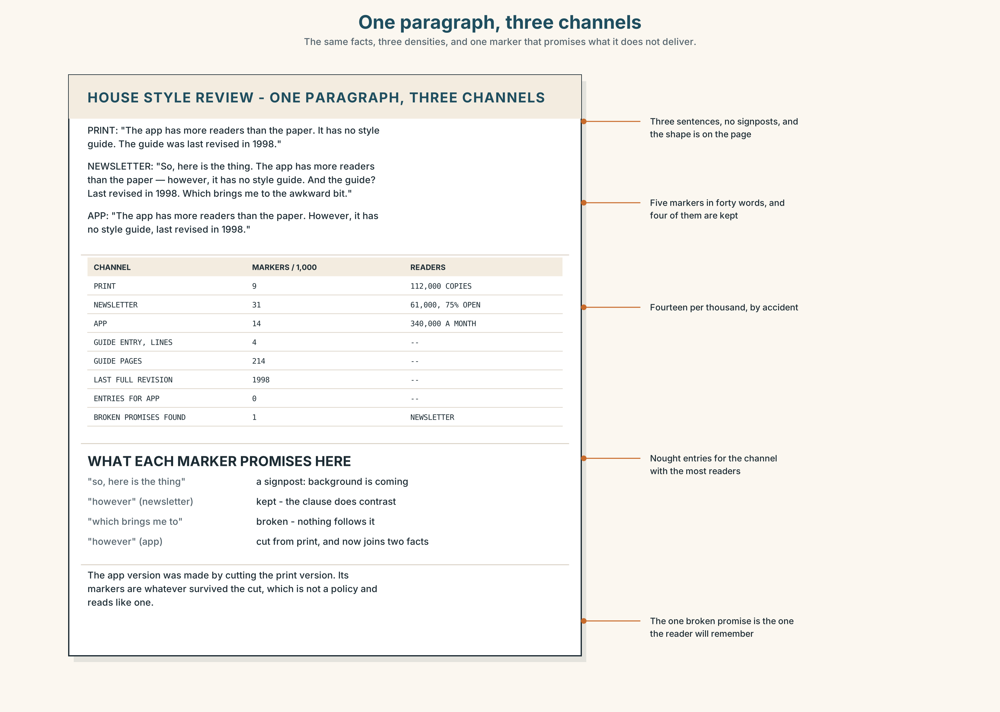 One paragraph, three channels
The same facts, three densities, and one marker that promises what it does not deliver.
HOUSE STYLE REVIEW - ONE PARAGRAPH, THREE CHANNELS
PRINT: "The app has more readers than the paper. It has no style
guide. The guide was last revised in 1998."
NEWSLETTER: "So, here is the thing. The app has more readers
than the paper — however, it has no style guide. And the guide?
Last revised in 1998. Which brings me to the awkward bit."
APP: "The app has more readers than the paper. However, it has
no style guide, last revised in 1998."
CHANNEL MARKERS / 1,000 READERS
PRINT 9 112,000 COPIES
NEWSLETTER 31 61,000, 75% OPEN
APP 14 340,000 A MONTH
GUIDE ENTRY, LINES 4 --
GUIDE PAGES 214 --
LAST FULL REVISION 1998 --
ENTRIES FOR APP 0 --
BROKEN PROMISES FOUND 1 NEWSLETTER
WHAT EACH MARKER PROMISES HERE
"so, here is the thing" a signpost: background is coming
"however" (newsletter) kept - the clause does contrast
"which brings me to" broken - nothing follows it
"however" (app) cut from print, and now joins two facts
The app version was made by cutting the print version. Its
markers are whatever survived the cut, which is not a policy and
reads like one.
Three sentences, no signposts, and
the shape is on the page
Five markers in forty words, and
four of them are kept
Fourteen per thousand, by accident
Nought entries for the channel
with the most readers
The one broken promise is the one
the reader will remember